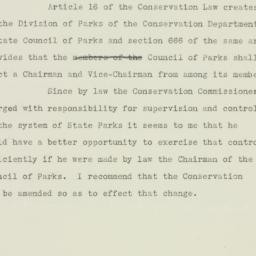 Article 16 of the Conservation Law creates
the Division of Parks of the Conservation Department
tate Council of Parks and section 666 of the same ar
vides that the members of the Council of Parks shall
ct a Chairman and Vice-Chairman from among its membe
Since by law the Conservation Commissioner
rged with responsibility for supervision and control
the system of State Parks it seems to me that he
ld have a better opportunity to exercise that contro
iciently if he were made by law the Chairman of the
ncil of Parks. I recommend that the Conservation
be amended so as to effect that change.